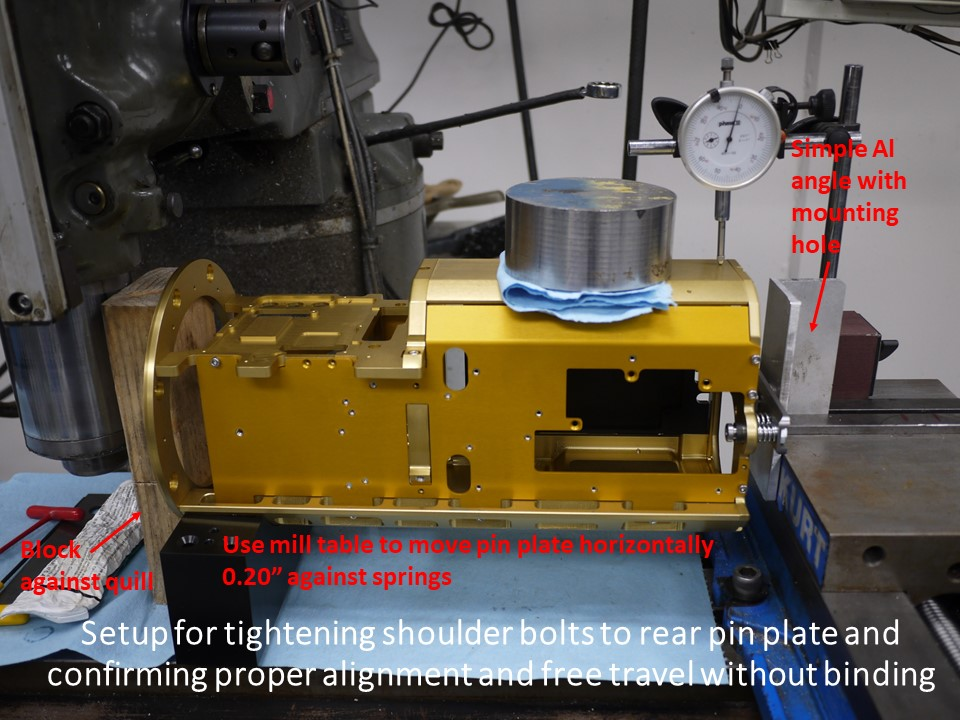 Simple Al
angle with
mounting
hole
KURT
Block
against quill
Use mill table to move pin plate horizontally
0.20” against springs
Setup for tightening shoulder bolts to rear pin plate and
confirming proper alignment and free travel without binding